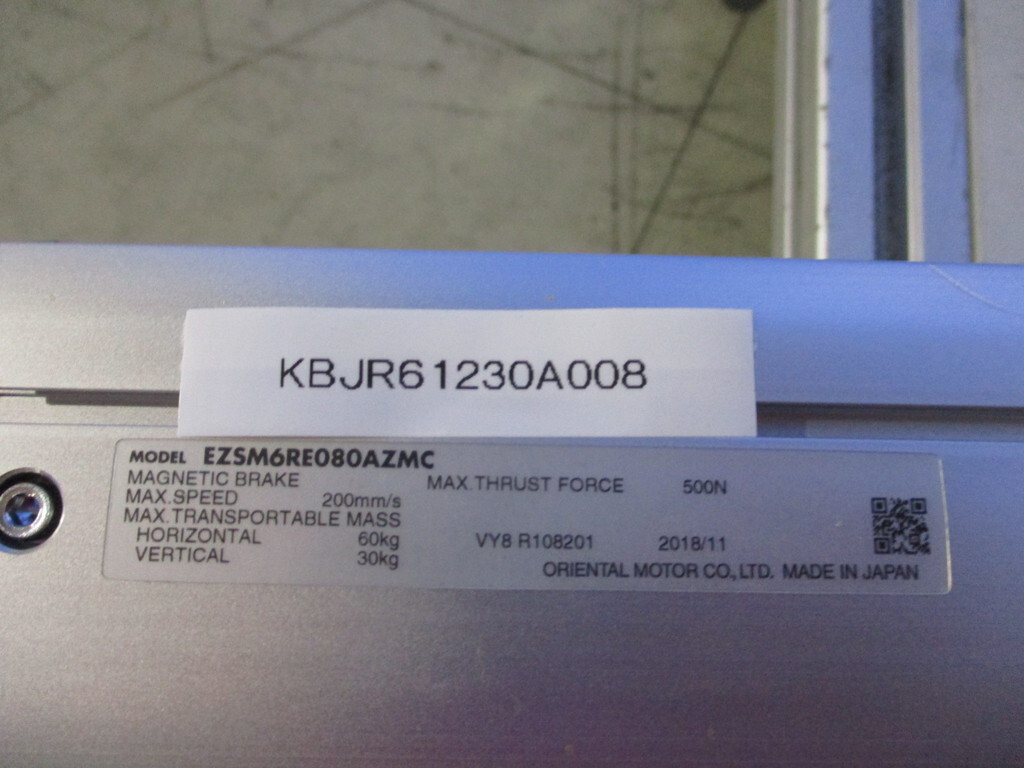 KBJR61230A008
MODEL EZSM6RE080AZMC
MAGNETIC BRAKE MAX.THRUST FORCE 500N
MAX.SPEED 200mm/s
MAX.TRANSPORTABLE MASS
HORIZONTAL 60kg VY8 R108201 2018/11
VERTICAL 30kg
ORIENTAL MOTOR CO.,LTD. MADE IN JAPAN